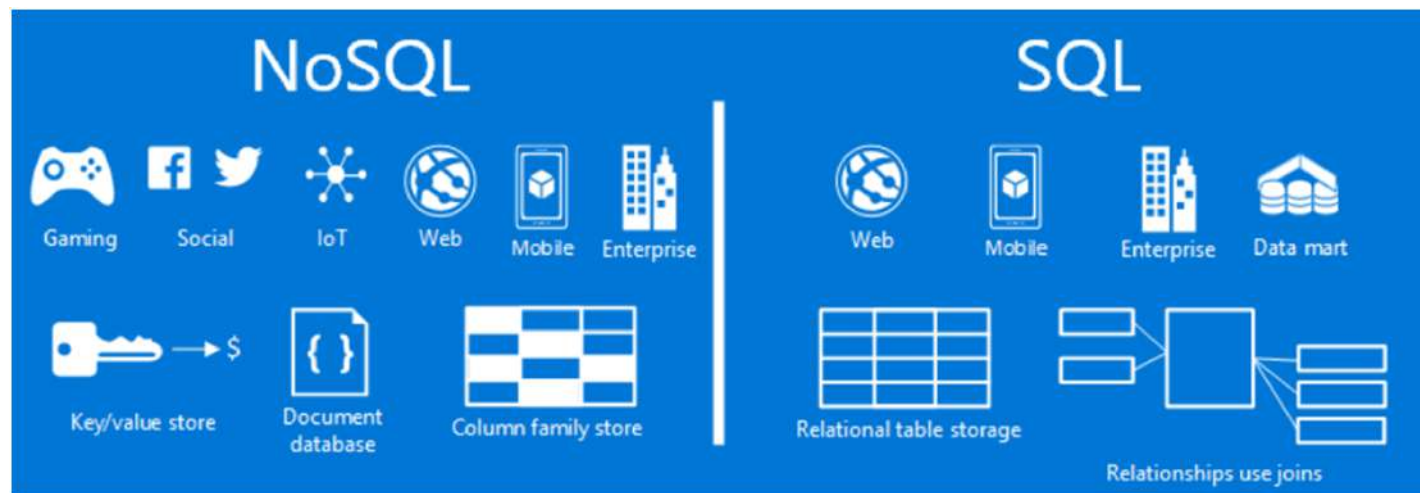 NoSQL
Gaming
Social
IoT
Web
Mobile
Enterprise
Key/value store
$
{ }
Document
database
Column family store
SQL
Web
Mobile
Enterprise
Data mart
Relational table storage
Relationships use joins